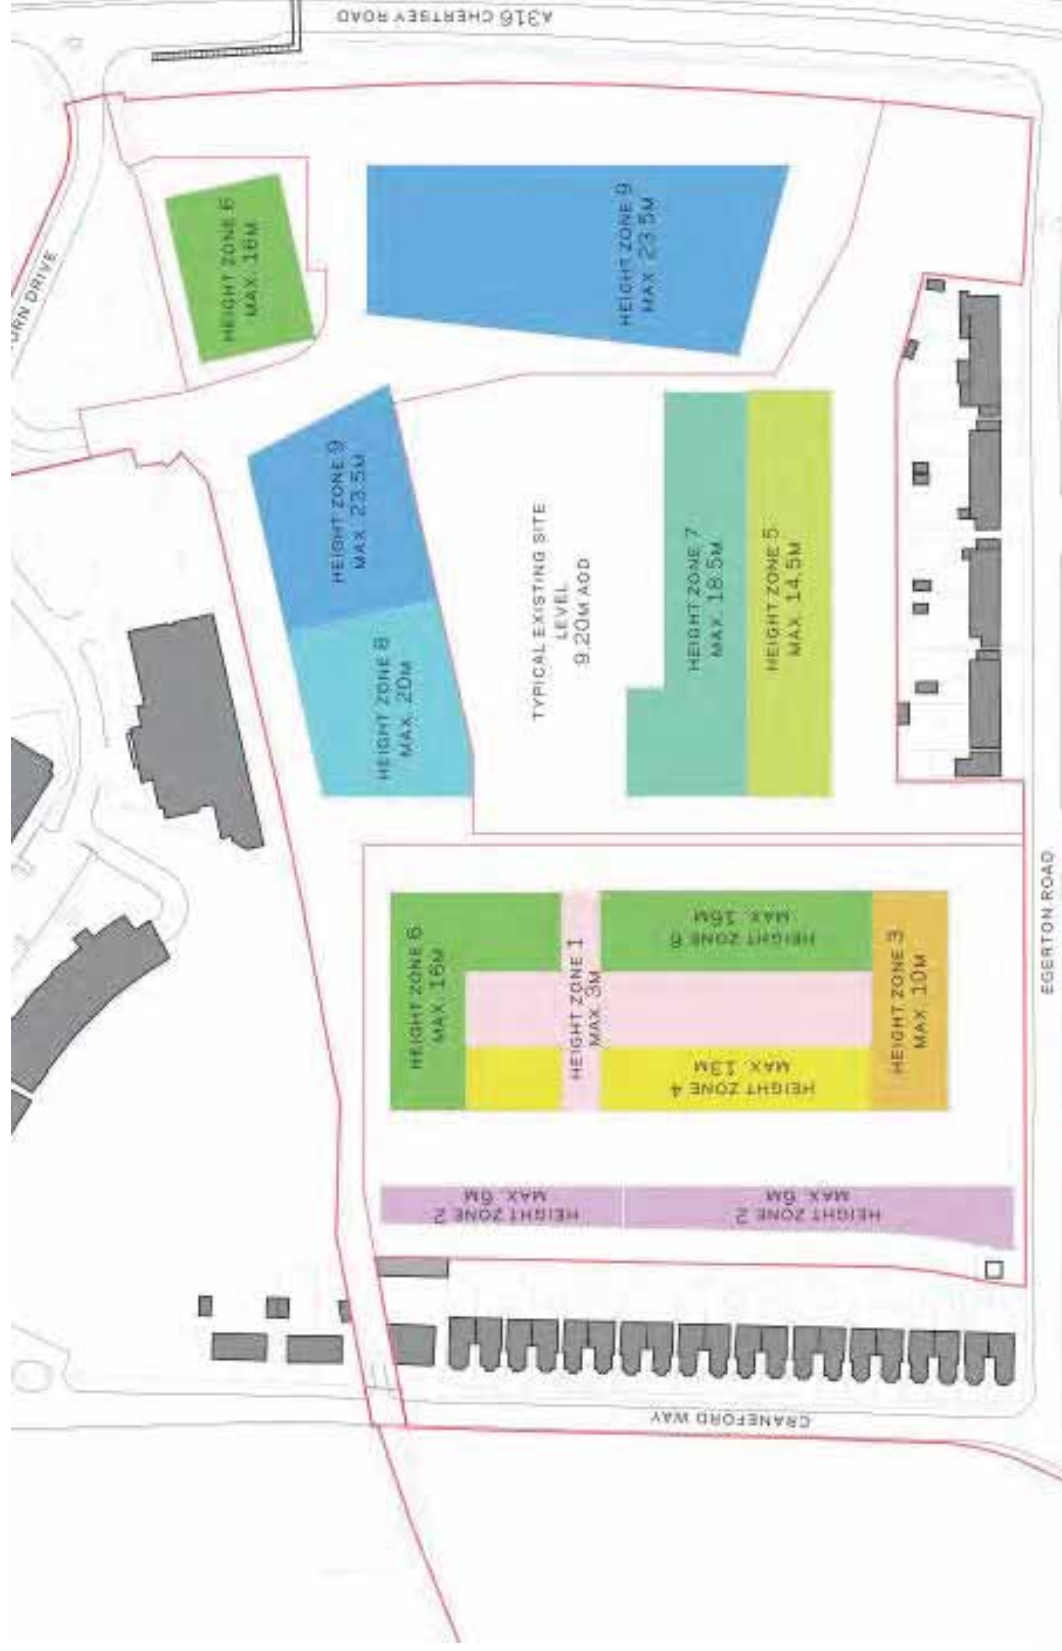 A316 CHERTSEY ROAD
URN DRIVE
HEIGHT ZONE 6
MAX. 16M
HEIGHT ZONE 9
MAX. 23.5M
HEIGHT ZONE 9
MAX. 23.5M
HEIGHT ZONE 8
MAX. 20M
TYPICAL EXISTING SITE
LEVEL
9.20M AOD
HEIGHT ZONE 7
MAX. 18.5M
HEIGHT ZONE 5
MAX. 14.5M
EGERTON ROAD
HEIGHT ZONE 6
MAX. 16M
HEIGHT ZONE 1
MAX. 3M
HEIGHT ZONE 6
MAX. 16M
HEIGHT ZONE 3
MAX. 10M
HEIGHT ZONE 4
MAX. 13M
HEIGHT ZONE 2
MAX. 6M
HEIGHT ZONE 2
MAX. 6M
CRANEFORD WAY